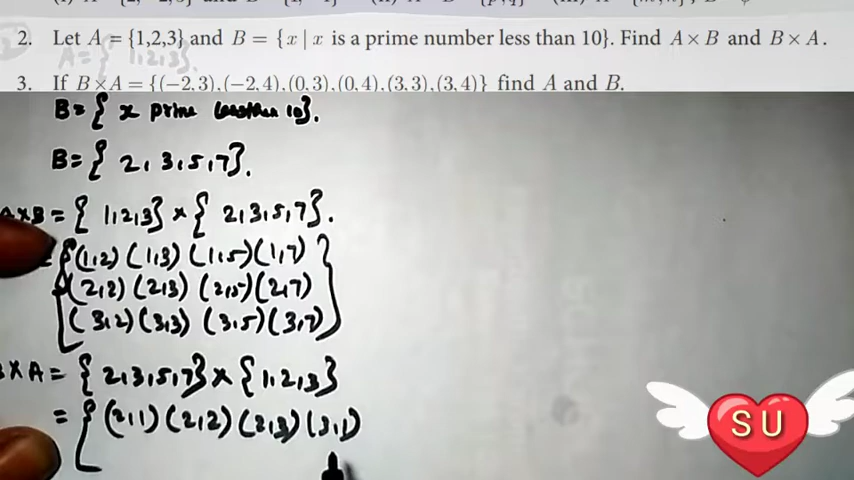 2. Let A = {1,2,3} and B = {x | x is a prime number less than 10}. Find A × B and B × A.
A = { 1,2,3}.
3. If B × A = {(−2,3),(−2,4),(0,3),(0,4),(3,3),(3,4)} find A and B.
B = { x prime lessthan 10}.
B = { 2,3,5,7}.
A×B = { 1,2,3} × { 2,3,5,7}.
= { (1,2) (1,3) (1,5) (1,7)
(2,2) (2,3) (2,5) (2,7)
(3,2) (3,3) (3,5) (3,7) }
B×A = { 2,3,5,7} × {1,2,3}
= { (2,1) (2,2) (2,3) (3,1)
SU